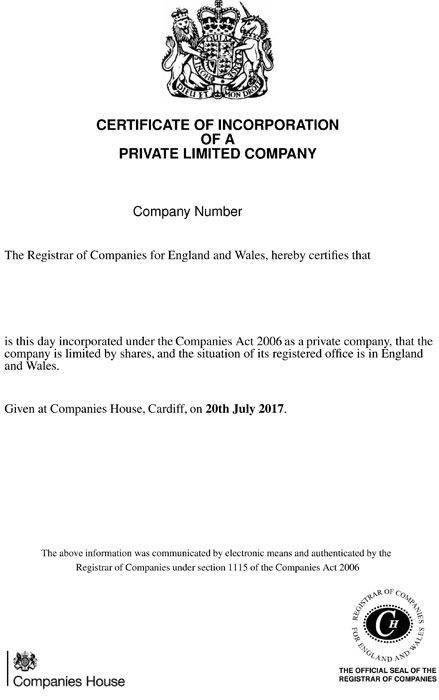 DIEU ET MON DROIT
CERTIFICATE OF INCORPORATION
OF A
PRIVATE LIMITED COMPANY
Company Number
The Registrar of Companies for England and Wales, hereby certifies that
is this day incorporated under the Companies Act 2006 as a private company, that the
company is limited by shares, and the situation of its registered office is in England
and Wales.
Given at Companies House, Cardiff, on 20th July 2017.
The above information was communicated by electronic means and authenticated by the
Registrar of Companies under section 1115 of the Companies Act 2006
REGISTRAR OF COMPANIES
FOR ENGLAND AND WALES
CH
Companies House
THE OFFICIAL SEAL OF THE
REGISTRAR OF COMPANIES